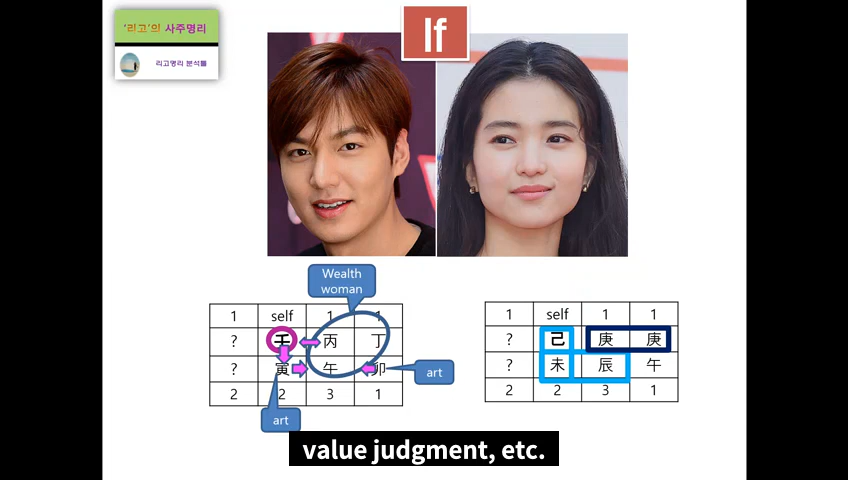 '리고'의 사주명리
리고명리 분석틀
If
Wealth
woman
1 self 1 1
? 壬 丙 丁
? 寅 午 卯
2 2 3 1
art
art
1 self 1 1
? 己 庚 庚
? 未 辰 午
2 2 3 1
value judgment, etc.